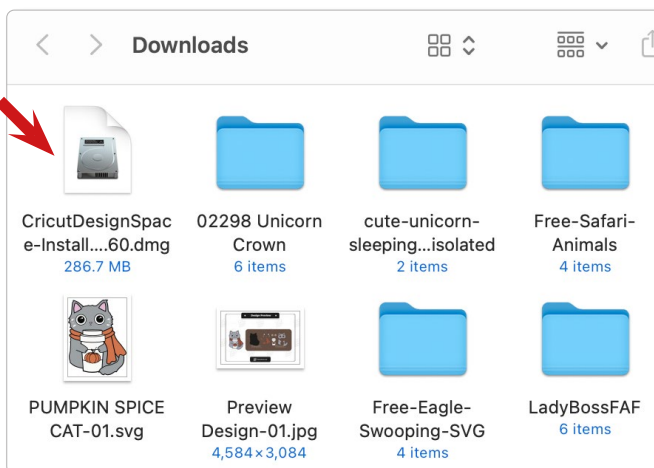 Downloads
CricutDesignSpac
e-Install....60.dmg
286.7 MB
02298 Unicorn
Crown
6 items
cute-unicorn-
sleeping...isolated
2 items
Free-Safari-
Animals
4 items
PUMPKIN SPICE
CAT-01.svg
Preview
Design-01.jpg
4,584×3,084
Free-Eagle-
Swooping-SVG
4 items
LadyBossFAF
6 items